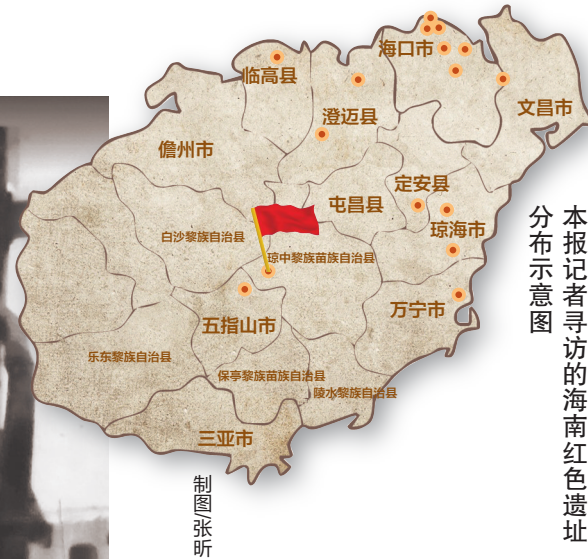 海口市
临高县
澄迈县
文昌市
儋州市
定安县
屯昌县
琼海市
白沙黎族自治县
琼中黎族苗族自治县
万宁市
五指山市
乐东黎族自治县
保亭黎族苗族自治县
陵水黎族自治县
三亚市
本报记者寻访的海南红色遗址
分布示意图
制图/张昕